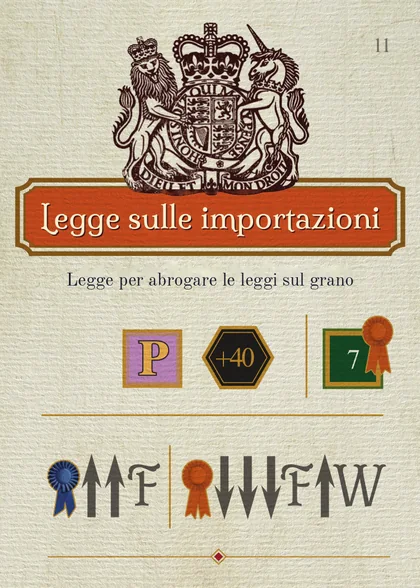 11
DIEU ET MON DROIT
Legge sulle importazioni
Legge per abrogare le leggi sul grano
P +40 7
F F W